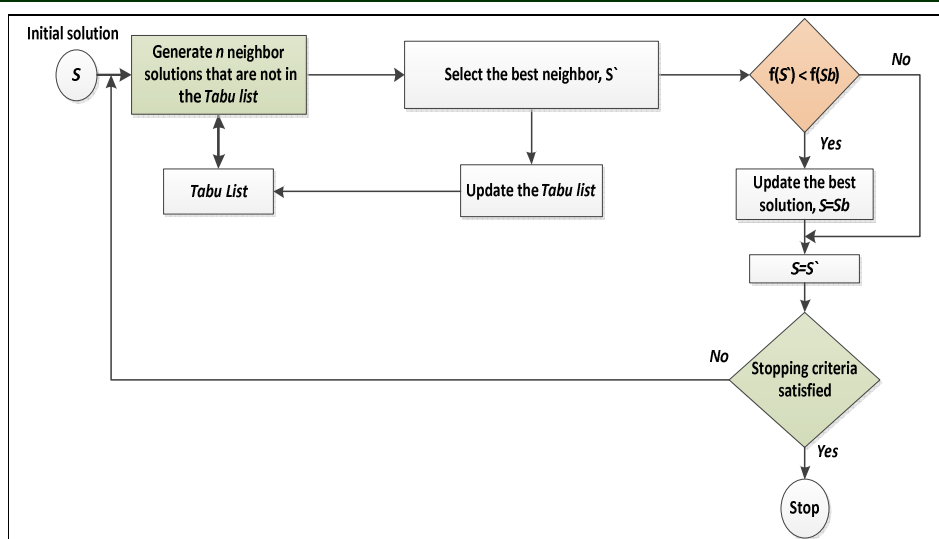 Initial solution
S
Generate n neighbor
solutions that are not in
the Tabu list
Select the best neighbor, S`
f(S`) < f(Sb)
No
Yes
Tabu List
Update the Tabu list
Update the best
solution, S=Sb
S=S`
No
Stopping criteria
satisfied
Yes
Stop